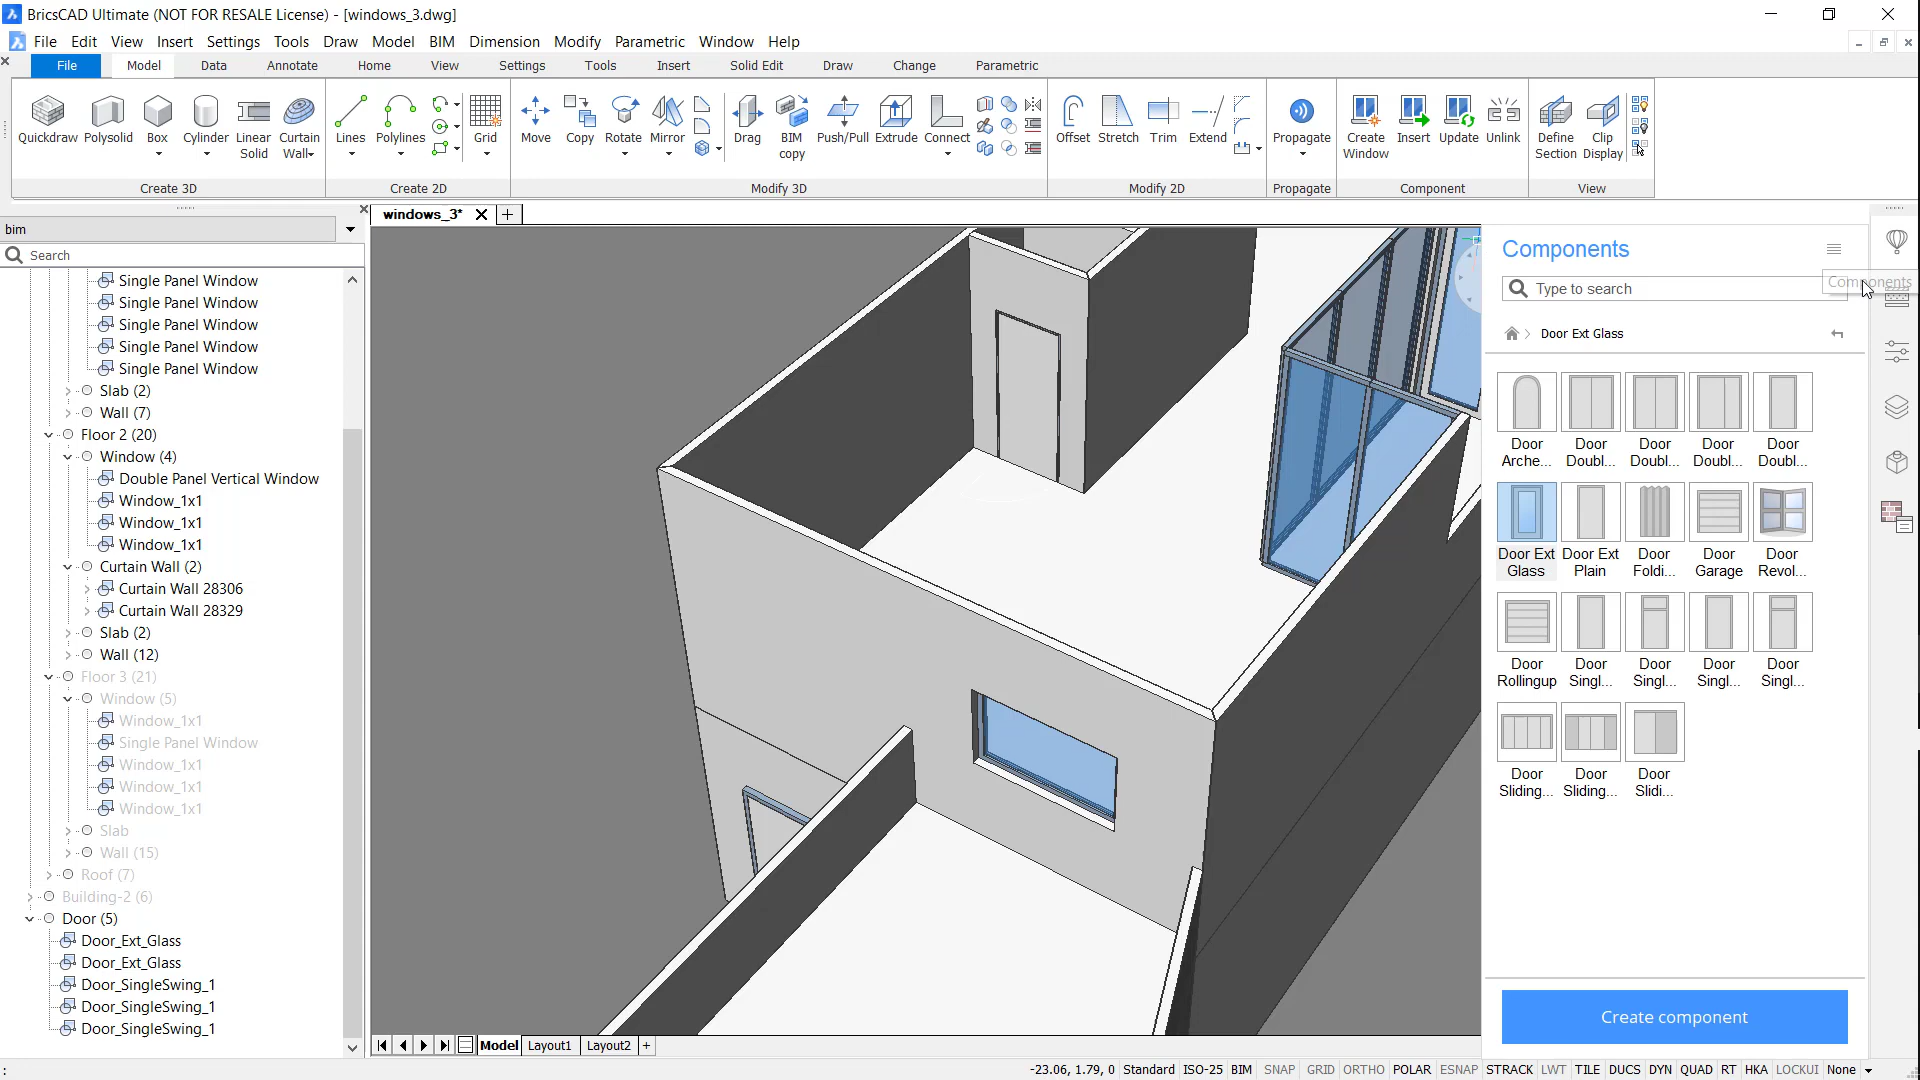 BricsCAD Ultimate (NOT FOR RESALE License) - [windows_3.dwg]
File Edit View Insert Settings Tools Draw Model BIM Dimension Modify Parametric Window Help
File Model Data Annotate Home View Settings Tools Insert Solid Edit Draw Change Parametric
Quickdraw Polysolid Box Cylinder Linear Solid Curtain Wall Lines Polylines Grid Move Copy Rotate Mirror Drag BIM copy Push/Pull Extrude Connect Offset Stretch Trim Extend Propagate Create Window Insert Update Unlink Define Section Clip Display
Create 3D Create 2D Modify 3D Modify 2D Propagate Component View
windows_3*
bim
Search
Single Panel Window
Single Panel Window
Single Panel Window
Single Panel Window
Single Panel Window
Slab (2)
Wall (7)
Floor 2 (20)
Window (4)
Double Panel Vertical Window
Window_1x1
Window_1x1
Window_1x1
Curtain Wall (2)
Curtain Wall 28306
Curtain Wall 28329
Slab (2)
Wall (12)
Floor 3 (21)
Window (5)
Window_1x1
Single Panel Window
Window_1x1
Window_1x1
Window_1x1
Slab
Wall (15)
Roof (7)
Building-2 (6)
Door (5)
Door_Ext_Glass
Door_Ext_Glass
Door_SingleSwing_1
Door_SingleSwing_1
Door_SingleSwing_1
Components
Components
Type to search
Door Ext Glass
Door Doo Door Door Door
Arche... Doubl... Doubl... Doubl... Doubl...
Door Ext Door Ext Door Door Door
Glass Plain Foldi... Garage Revol...
Door Door Door Door Door
Rollingup Singl... Singl... Singl... Singl...
Door Door Door
Sliding... Sliding... Slidi...
Create component
Model Layout1 Layout2 +
: -23.06, 1.79, 0 Standard ISO-25 BIM SNAP GRID ORTHO POLAR ESNAP STRACK LWT TILE DUCS DYN QUAD RT HKA LOCKUI None